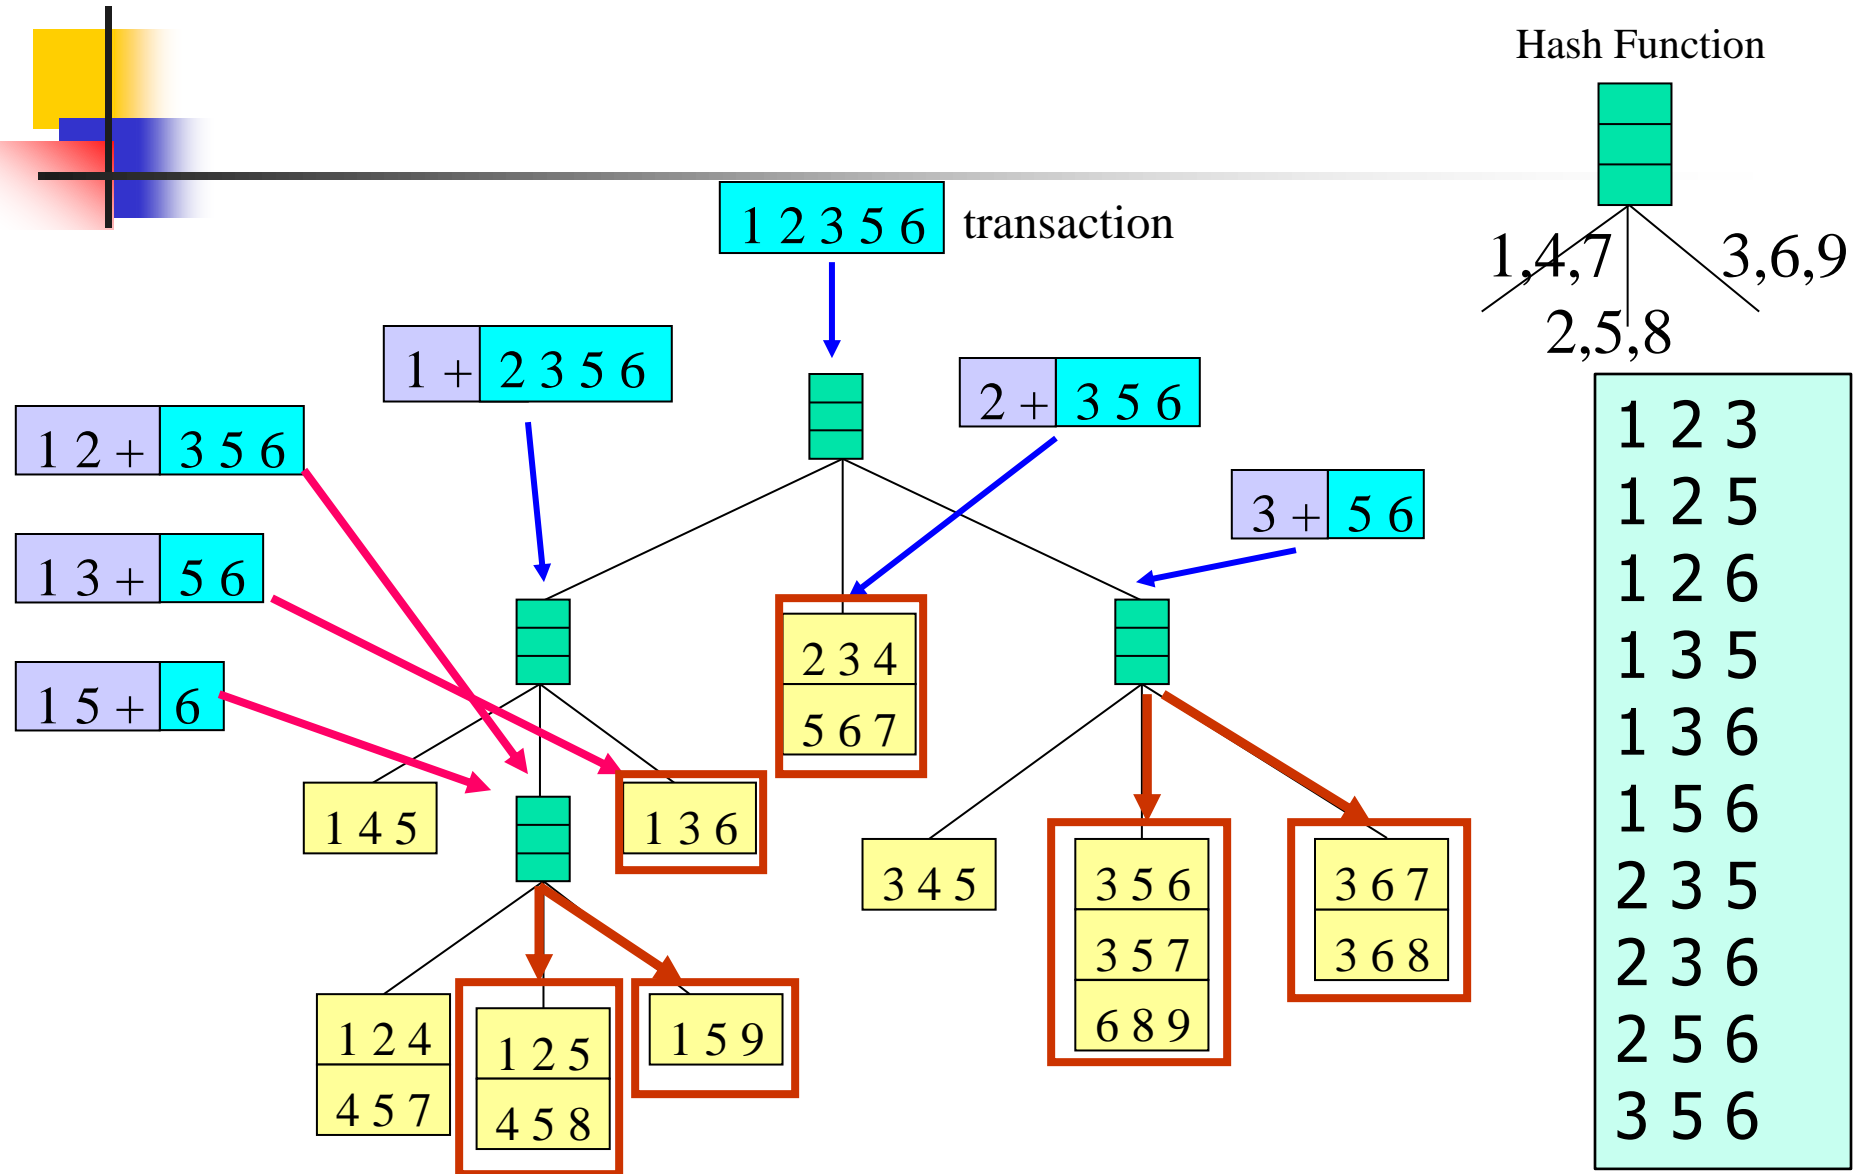 Hash Function
1 2 3 5 6 transaction
1,4,7
3,6,9
2,5,8
1 + 2 3 5 6
2 + 3 5 6
1 2 + 3 5 6
3 + 5 6
1 3 + 5 6
1 5 + 6
2 3 4
5 6 7
1 4 5
1 3 6
3 4 5
3 5 6
3 5 7
6 8 9
3 6 7
3 6 8
1 2 4
4 5 7
1 2 5
4 5 8
1 5 9
1 2 3
1 2 5
1 2 6
1 3 5
1 3 6
1 5 6
2 3 5
2 3 6
2 5 6
3 5 6